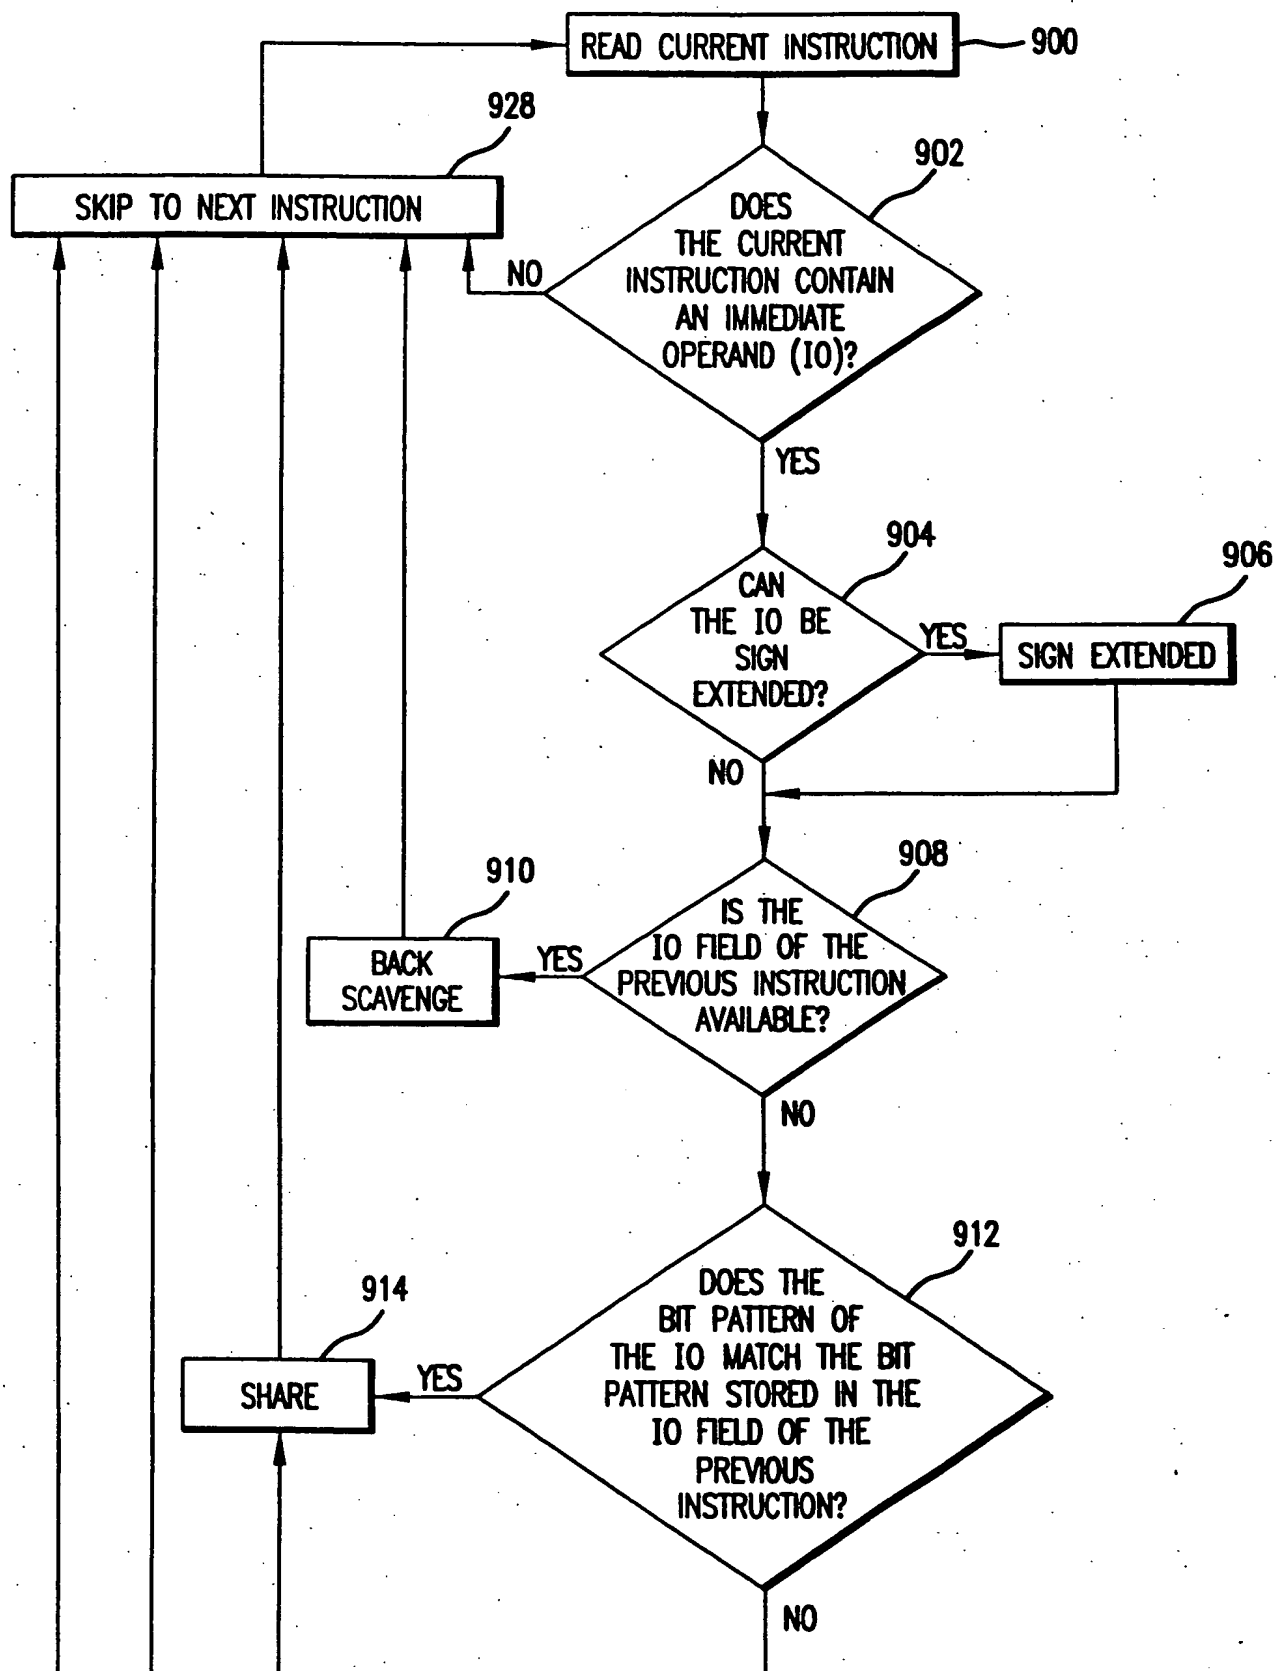 READ CURRENT INSTRUCTION
900
928
SKIP TO NEXT INSTRUCTION
902
DOES
THE CURRENT
INSTRUCTION CONTAIN
AN IMMEDIATE
OPERAND (IO)?
NO
YES
904
CAN
THE IO BE
SIGN
EXTENDED?
YES
906
SIGN EXTENDED
NO
908
IS THE
IO FIELD OF THE
PREVIOUS INSTRUCTION
AVAILABLE?
YES
910
BACK
SCAVENGE
NO
912
DOES THE
BIT PATTERN OF
THE IO MATCH THE BIT
PATTERN STORED IN THE
IO FIELD OF THE
PREVIOUS
INSTRUCTION?
YES
914
SHARE
NO